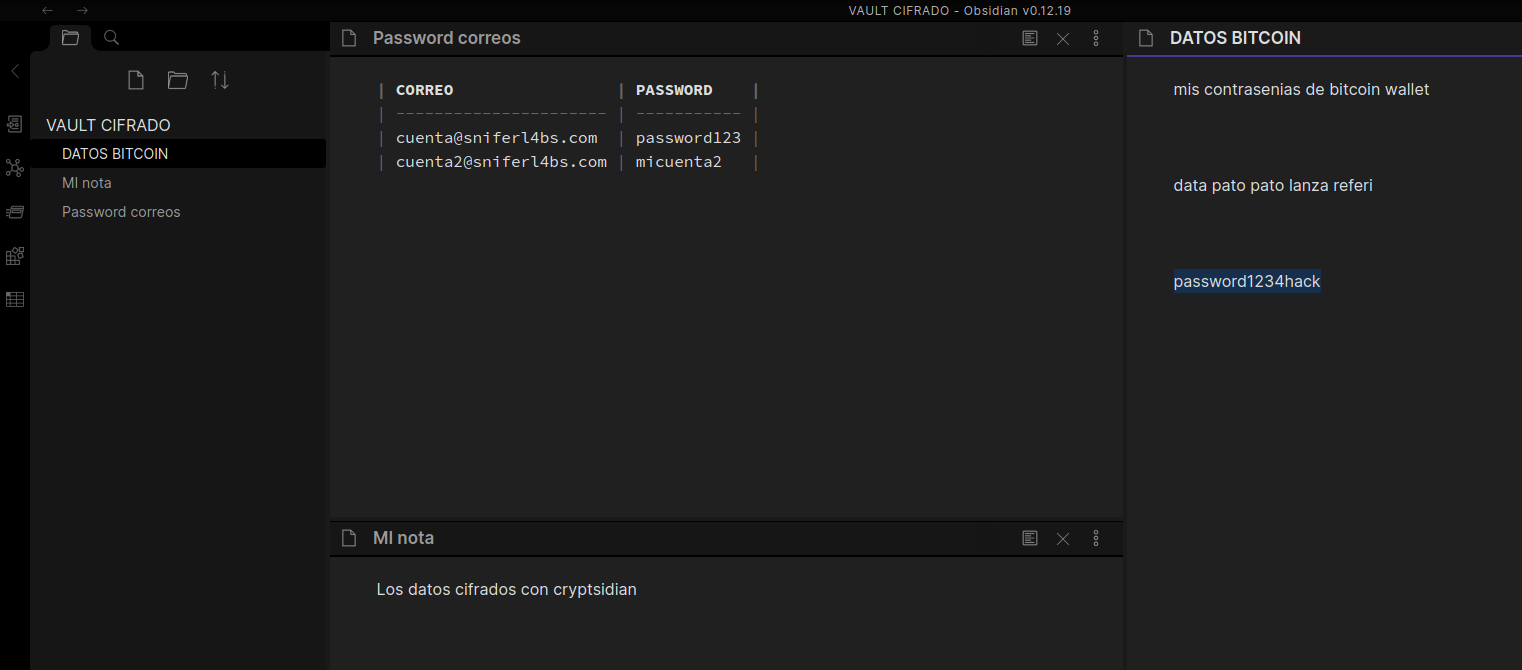 VAULT CIFRADO - Obsidian v0.12.19
VAULT CIFRADO
DATOS BITCOIN
MI nota
Password correos
Password correos
| CORREO | PASSWORD |
| ---------------------- | ----------- |
| cuenta@sniferl4bs.com | password123 |
| cuenta2@sniferl4bs.com | micuenta2 |
MI nota
Los datos cifrados con cryptsidian
DATOS BITCOIN
mis contrasenias de bitcoin wallet
data pato pato lanza referi
password1234hack